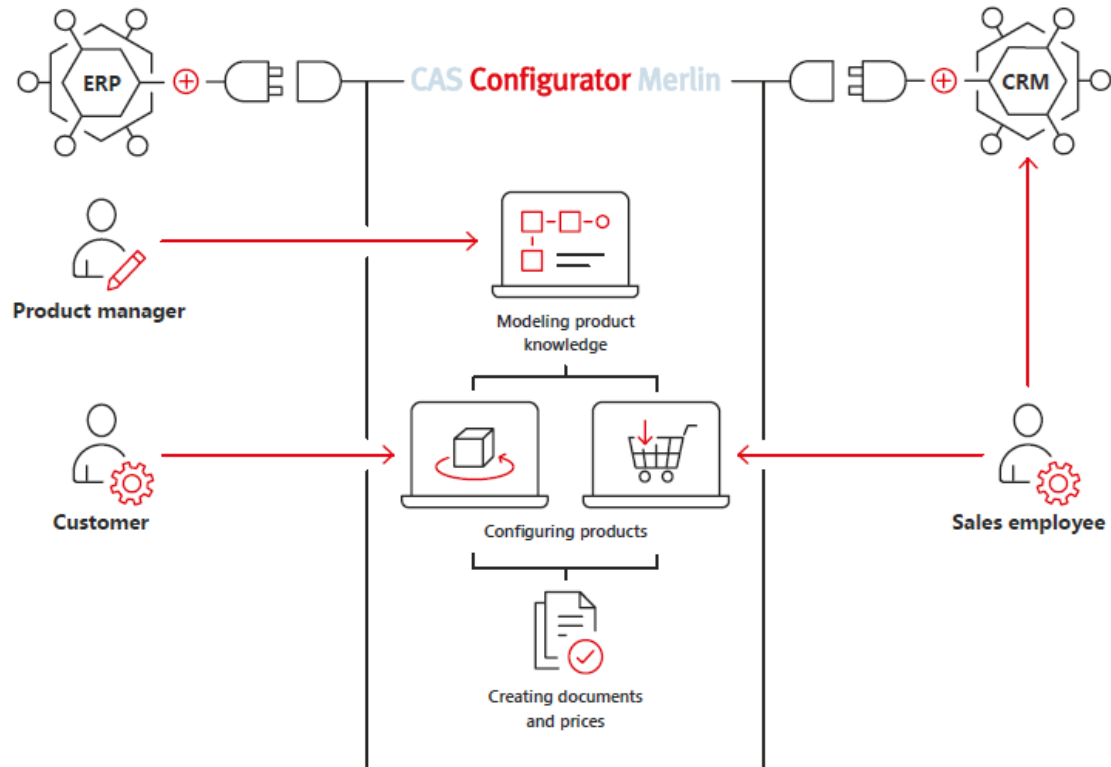 ERP
CAS Configurator Merlin
CRM
Product manager
Modeling product
knowledge
Customer
Configuring products
Sales employee
Creating documents
and prices